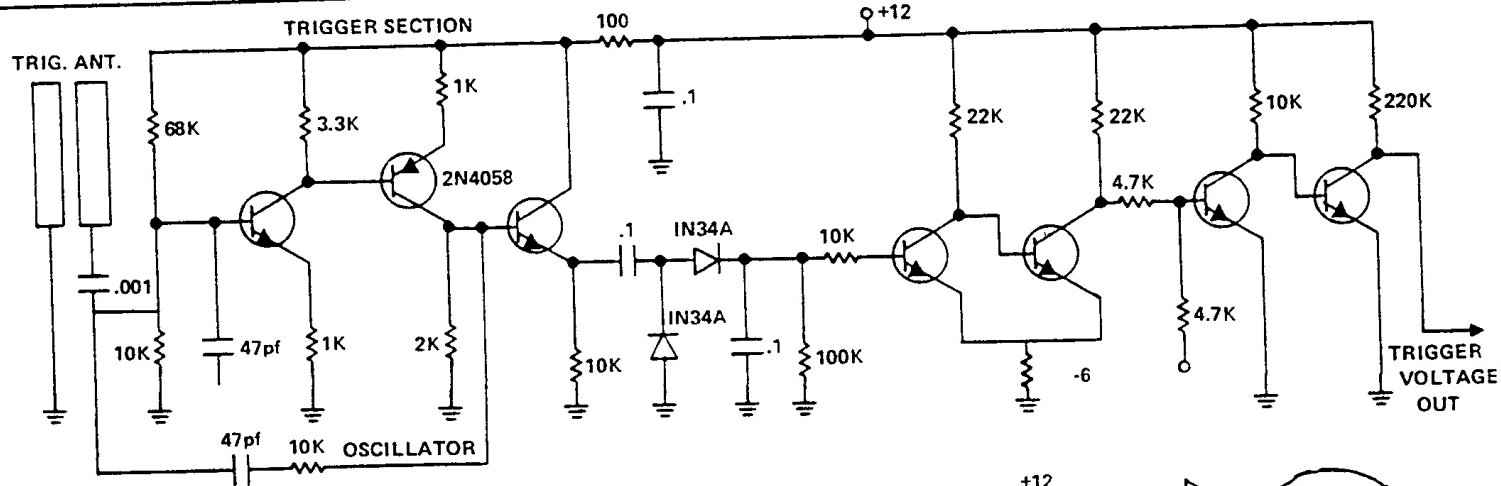 TRIGGER SECTION
100
+12
TRIG. ANT.
68K
3.3K
1K
.1
22K
22K
10K
220K
2N4058
4.7K
.1
IN34A
10K
.001
10K
47pf
1K
2K
10K
IN34A
.1
100K
4.7K
-6
TRIGGER
VOLTAGE
OUT
47pf
10K
OSCILLATOR
+12